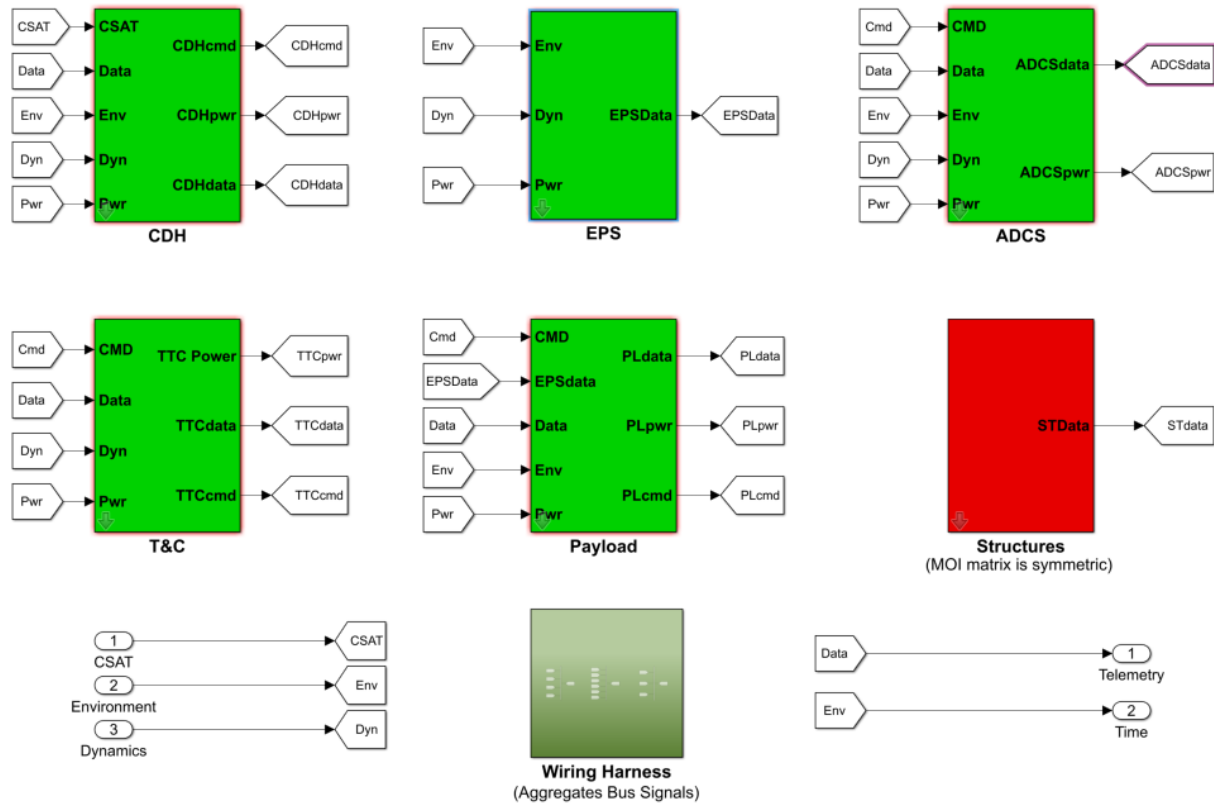 CSAT
CSAT
CDHcmd
CDHcmd
Data
Data
Env
Env
CDHpwr
CDHpwr
Dyn
Dyn
CDHdata
CDHdata
Pwr
Pwr
CDH
Env
Env
Dyn
Dyn
EPSData
EPSData
Pwr
Pwr
EPS
Cmd
CMD
ADCSdata
ADCSdata
Data
Data
Env
Env
Dyn
Dyn
ADCSpwr
ADCSpwr
Pwr
Pwr
ADCS
Cmd
CMD
TTC Power
TTCpwr
Data
Data
TTCdata
TTCdata
Dyn
Dyn
TTCcmd
TTCcmd
Pwr
Pwr
T&C
Cmd
CMD
PLdata
PLdata
EPSData
EPSdata
Data
Data
PLpwr
PLpwr
Env
Env
PLcmd
PLcmd
Pwr
Pwr
Payload
STData
STdata
Structures
(MOI matrix is symmetric)
1
CSAT
CSAT
2
Env
Environment
3
Dyn
Dynamics
Wiring Harness
(Aggregates Bus Signals)
Data
1
Telemetry
Env
2
Time